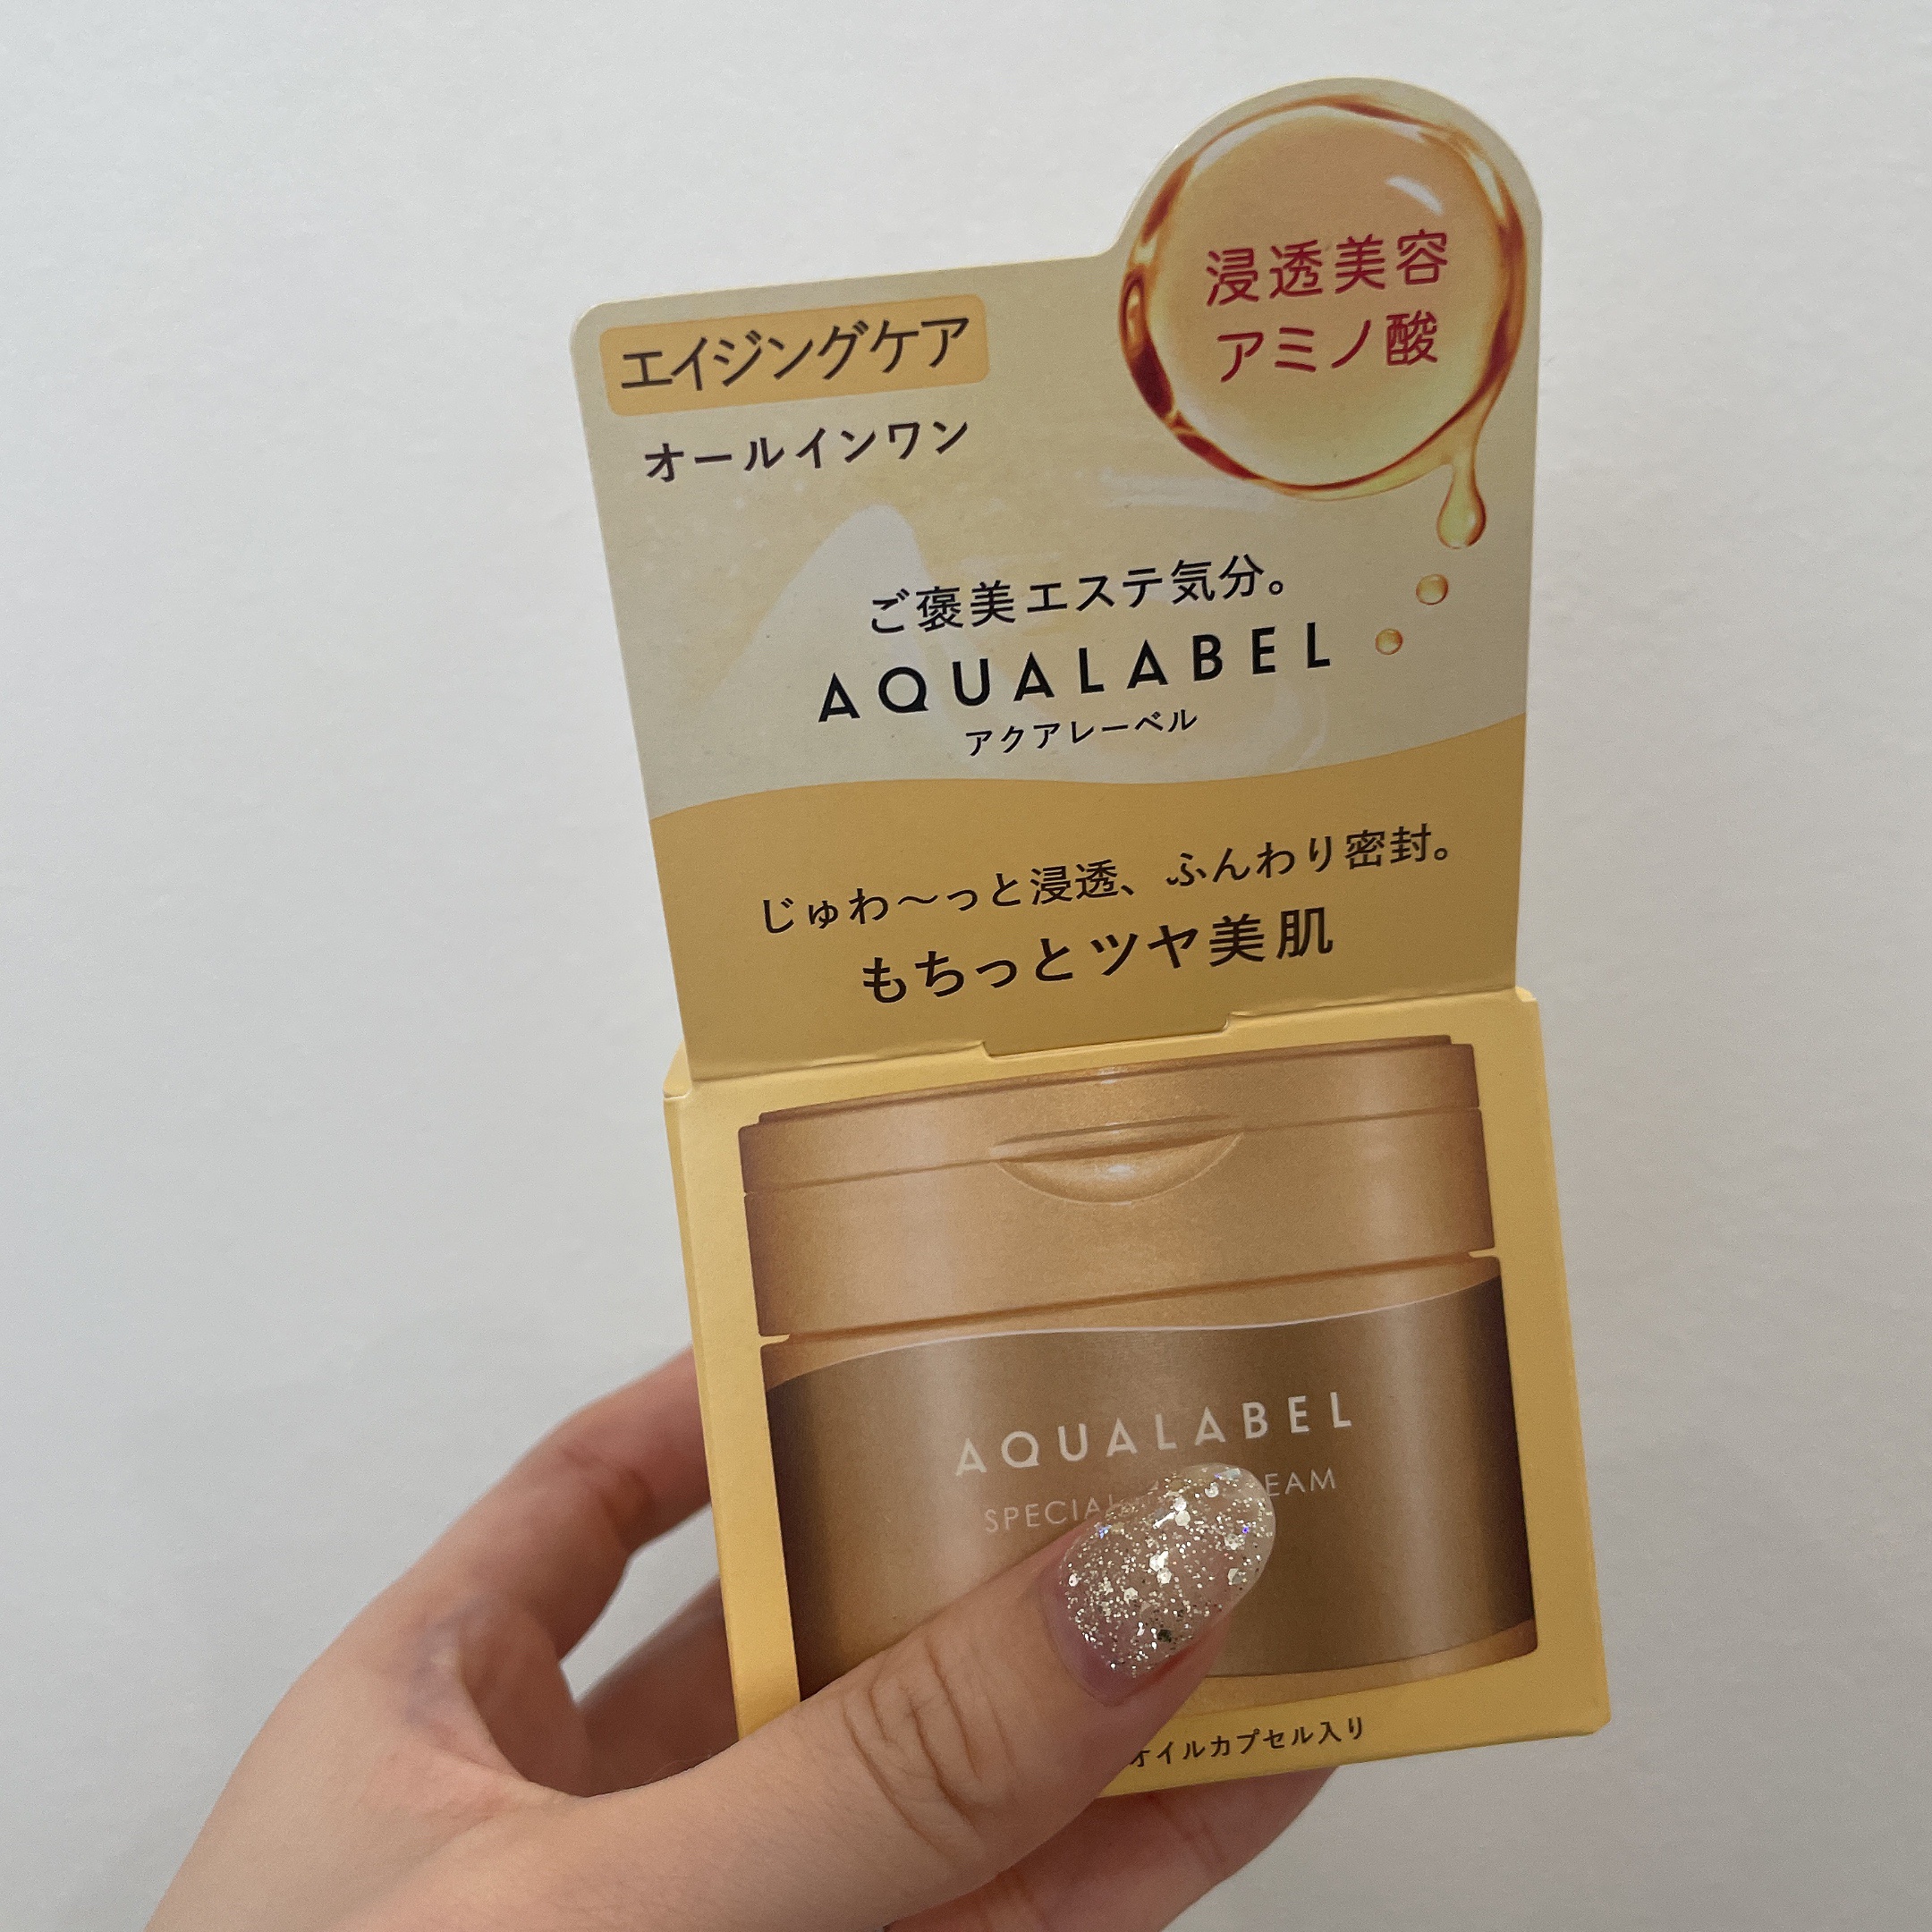 浸透美容
アミノ酸
エイジングケア
オールインワン
ご褒美エステ気分。
AQUALABEL
アクアレーベル
じゅわ〜っと浸透、ふんわり密封。
もちっとツヤ美肌
AQUALABEL
オイルカプセル入り